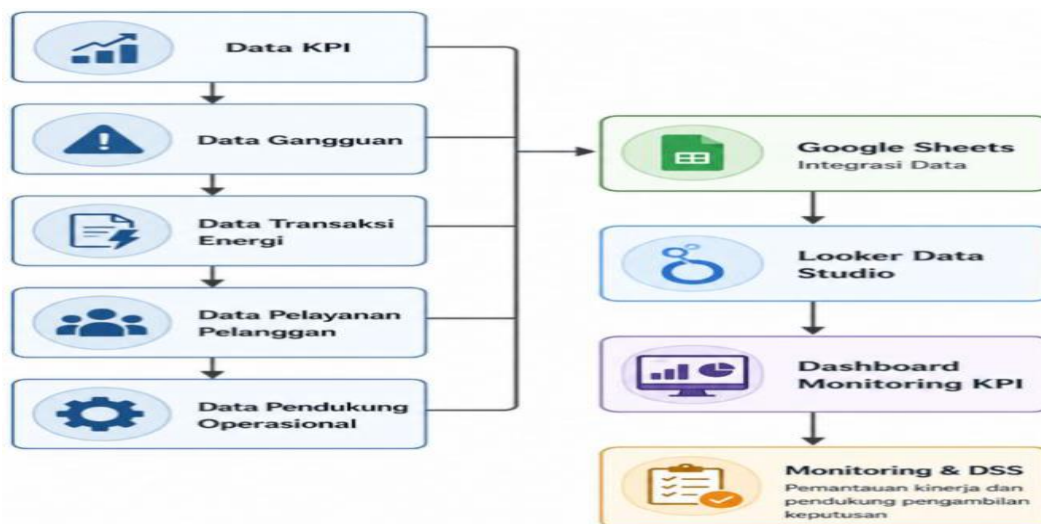 Data KPI
Data Gangguan
Data Transaksi
Energi
Data Pelayanan
Pelanggan
Data Pendukung
Operasional
Google Sheets
Integrasi Data
Looker Data
Studio
Dashboard
Monitoring KPI
Monitoring & DSS
Pemantauan kinerja dan
pendukung pengambilan
keputusan